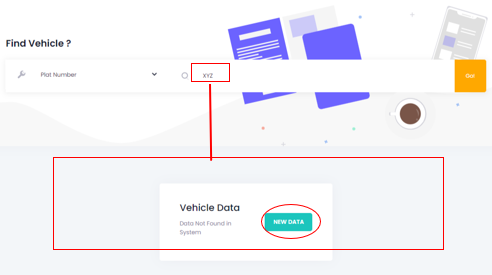 Find Vehicle ?
Plat Number
XYZ
Go!
Vehicle Data
Data Not Found in
System
NEW DATA